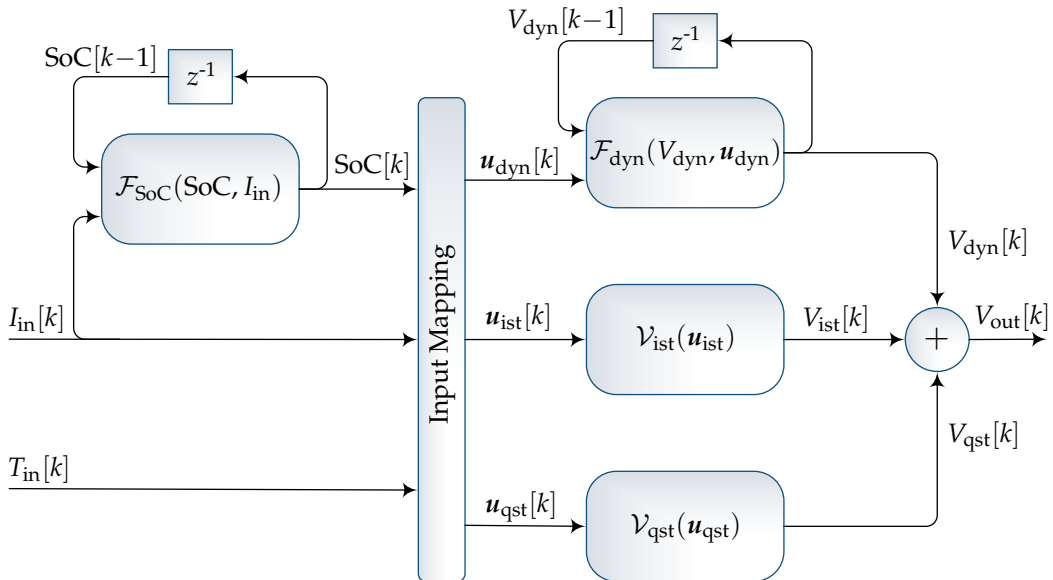 V_dyn[k−1]
z^-1
SoC[k−1]
z^-1
F_dyn(V_dyn, u_dyn)
u_dyn[k]
SoC[k]
F_SoC(SoC, I_in)
V_dyn[k]
I_in[k]
Input Mapping
u_ist[k]
V_ist(u_ist)
V_ist[k]
+
V_out[k]
V_qst[k]
T_in[k]
u_qst[k]
V_qst(u_qst)